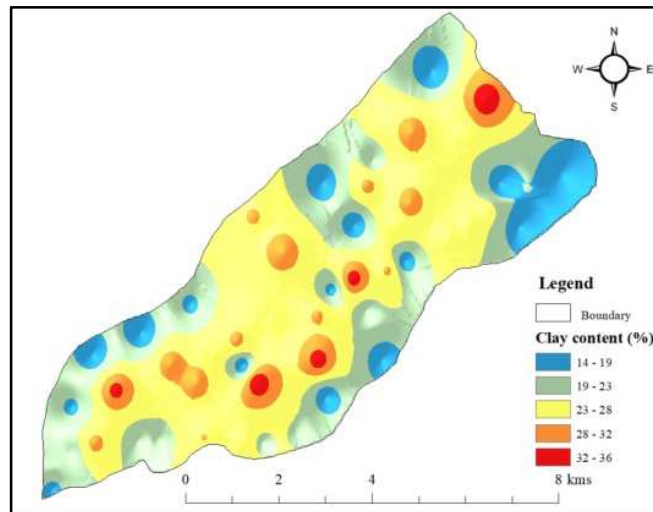 N
W E
S
Legend
Boundary
Clay content (%)
14 - 19
19 - 23
23 - 28
28 - 32
32 - 36
0 2 4 8 kms